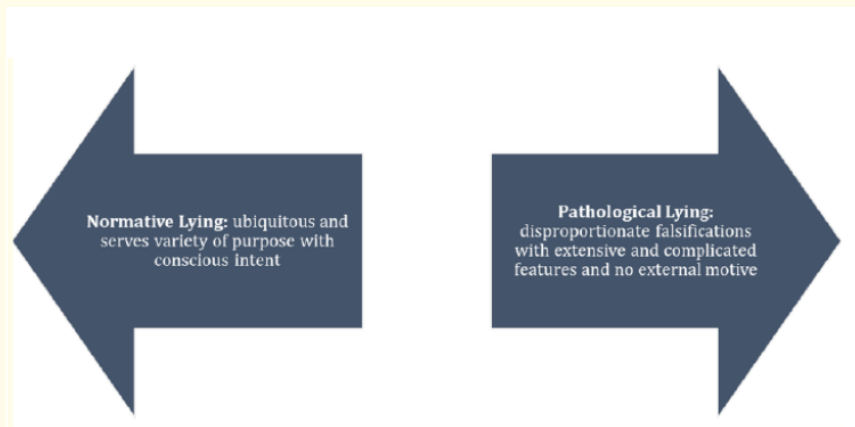 Normative Lying: ubiquitous and
serves variety of purpose with
conscious intent
Pathological Lying:
disproportionate falsifications
with extensive and complicated
features and no external motive